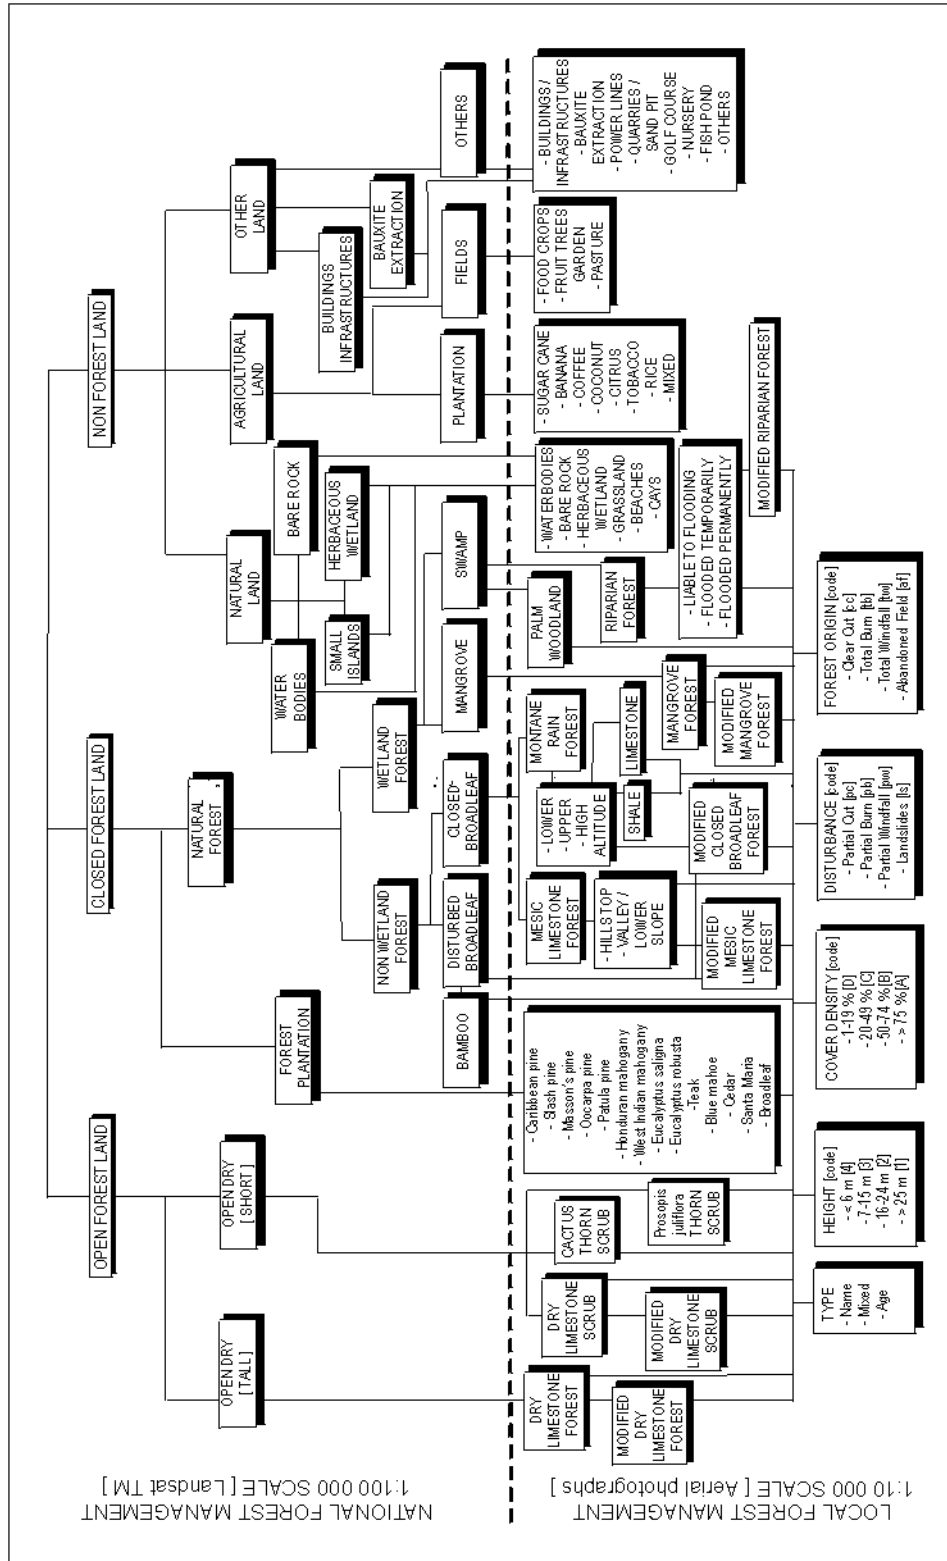 NATIONAL FOREST MANAGEMENT
1:100 000 SCALE [ Landsat TM ]
OPEN FOREST LAND
CLOSED FOREST LAND
NON FOREST LAND
OPEN DRY
[ TALL ]
OPEN DRY
[ SHORT ]
FOREST
PLANTATION
NATURAL
FOREST
NATURAL
LAND
AGRICULTURAL
LAND
OTHER
LAND
NON WETLAND
FOREST
WETLAND
FOREST
WATER
BODIES
BARE ROCK
SMALL
ISLANDS
HERBACEOUS
WETLAND
BUILDINGS
INFRASTRUCTURES
BAUXITE
EXTRACTION
BAMBOO
DISTURBED
BROADLEAF
CLOSED-
BROADLEAF
MANGROVE
SWAMP
PLANTATION
FIELDS
OTHERS
LOCAL FOREST MANAGEMENT
1:10 000 SCALE [ Aerial photographs ]
DRY
LIMESTONE
FOREST
MODIFIED
DRY
LIMESTONE
FOREST
DRY
LIMESTONE
SCRUB
MODIFIED
DRY
LIMESTONE
SCRUB
CACTUS
THORN
SCRUB
Prosopis
juliflora
THORN
SCRUB
- Caribbean pine
- Slash pine
- Masson's pine
- Oocarpa pine
- Patula pine
- Honduran mahogany
- West Indian mahogany
- Eucalyptus saligna
- Eucalyptus robusta
- Teak
- Blue mahoe
- Cedar
- Santa Maria
- Broadleaf
MESIC
LIMESTONE
FOREST
- HILLSTOP
- VALLEY /
LOWER
SLOPE
MODIFIED
MESIC
LIMESTONE
FOREST
MONTANE
RAIN
FOREST
- LOWER
- UPPER
- HIGH
ALTITUDE
SHALE
LIMESTONE
MODIFIED
CLOSED
BROADLEAF
FOREST
MANGROVE
FOREST
MODIFIED
MANGROVE
FOREST
PALM
WOODLAND
RIPARIAN
FOREST
- LIABLE TO FLOODING
- FLOODED TEMPORARILY
- FLOODED PERMANENTLY
MODIFIED RIPARIAN FOREST
- WATERBODIES
- BARE ROCK
- HERBACEOUS
WETLAND
- GRASSLAND
- BEACHES
- CAYS
- SUGAR CANE
- BANANA
- COFFEE
- COCONUT
- CITRUS
- TOBACCO
- RICE
- MIXED
- FOOD CROPS
- FRUIT TREES
GARDEN
- PASTURE
- BUILDINGS /
INFRASTRUCTURES
- BAUXITE
EXTRACTION
- POWER LINES
- QUARRIES /
SAND PIT
- GOLF COURSE
- NURSERY
- FISH POND
- OTHERS
TYPE
- Name
- Mixed
- Age
HEIGHT [code]
- < 6 m [4]
- 7-15 m [3]
- 16-24 m [2]
- > 25 m [1]
COVER DENSITY [code]
- 1-19 % [D]
- 20-49 % [C]
- 50-74 % [B]
- > 75 % [A]
DISTURBANCE [code]
- Partial Cut [pc]
- Partial Burn [pb]
- Partial Windfall [pw]
- Landsides [ls]
FOREST ORIGIN [code]
- Clear Cut [cc]
- Total Burn [tb]
- Total Windfall [tw]
- Abandoned Field [af]